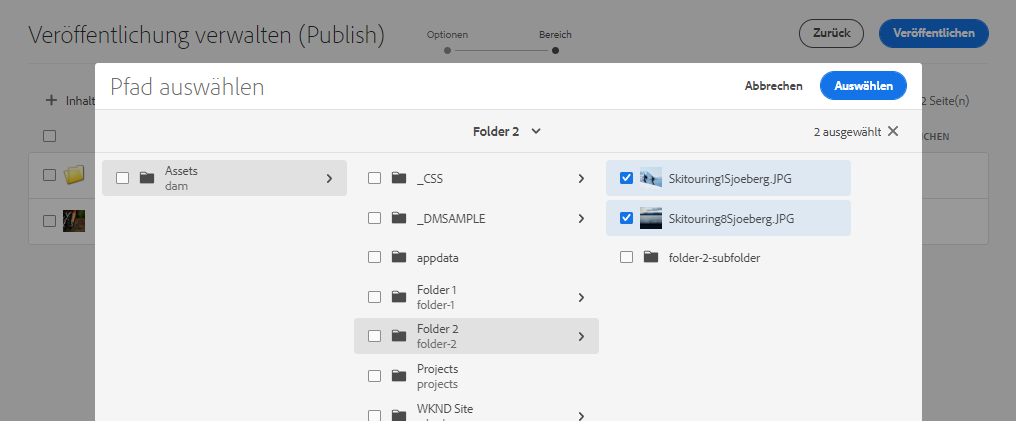 Veröffentlichung verwalten (Publish)
Optionen
Bereich
Zurück
Veröffentlichen
Inhalt
2 Seite(n)
Pfad auswählen
Abbrechen
Auswählen
Folder 2
2 ausgewählt
CHEN
Assets
dam
_CSS
_DMSAMPLE
appdata
Folder 1
folder-1
Folder 2
folder-2
Projects
projects
WKND Site
Skitouring1Sjoeberg.JPG
Skitouring8Sjoeberg.JPG
folder-2-subfolder